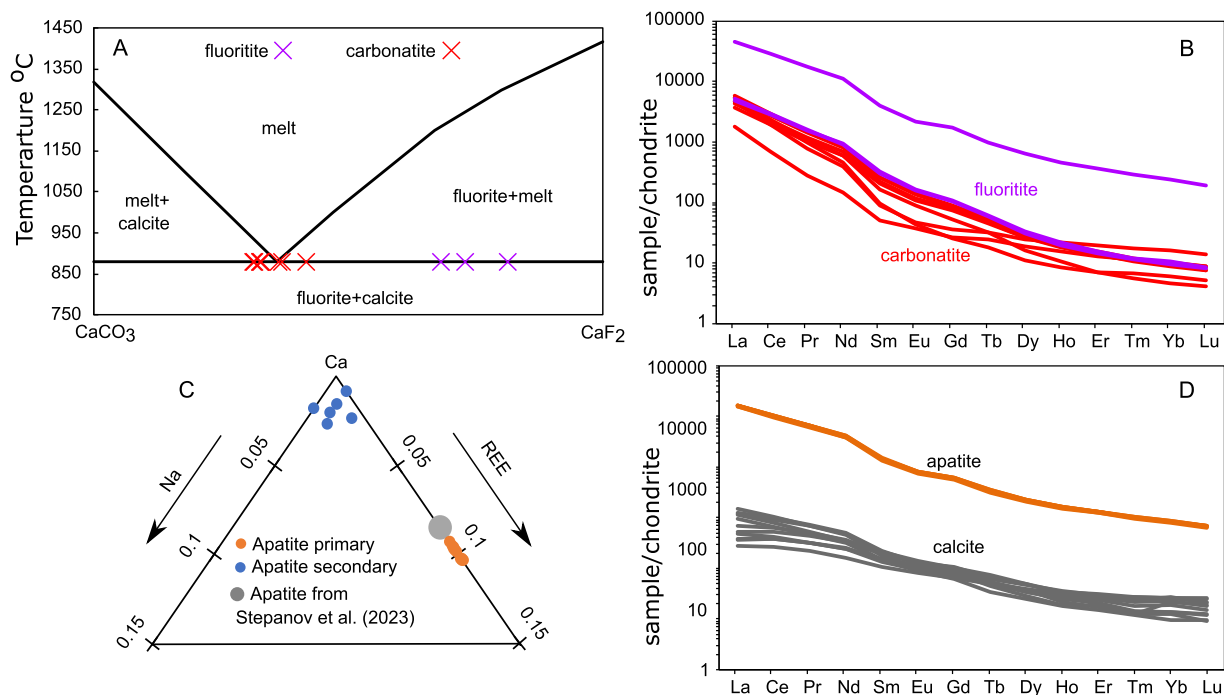 A
fluoritite
carbonatite
Temperarture ºC
1450
1350
1250
1150
1050
950
850
750
melt
melt+
calcite
fluorite+melt
fluorite+calcite
CaCO3
CaF2
B
sample/chondrite
100000
10000
1000
100
10
1
fluoritite
carbonatite
La Ce Pr Nd Sm Eu Gd Tb Dy Ho Er Tm Yb Lu
C
Ca
Na
REE
0.05
0.05
0.1
0.1
0.15
0.15
Apatite primary
Apatite secondary
Apatite from
Stepanov et al. (2023)
D
sample/chondrite
100000
10000
1000
100
10
1
apatite
calcite
La Ce Pr Nd Sm Eu Gd Tb Dy Ho Er Tm Yb Lu